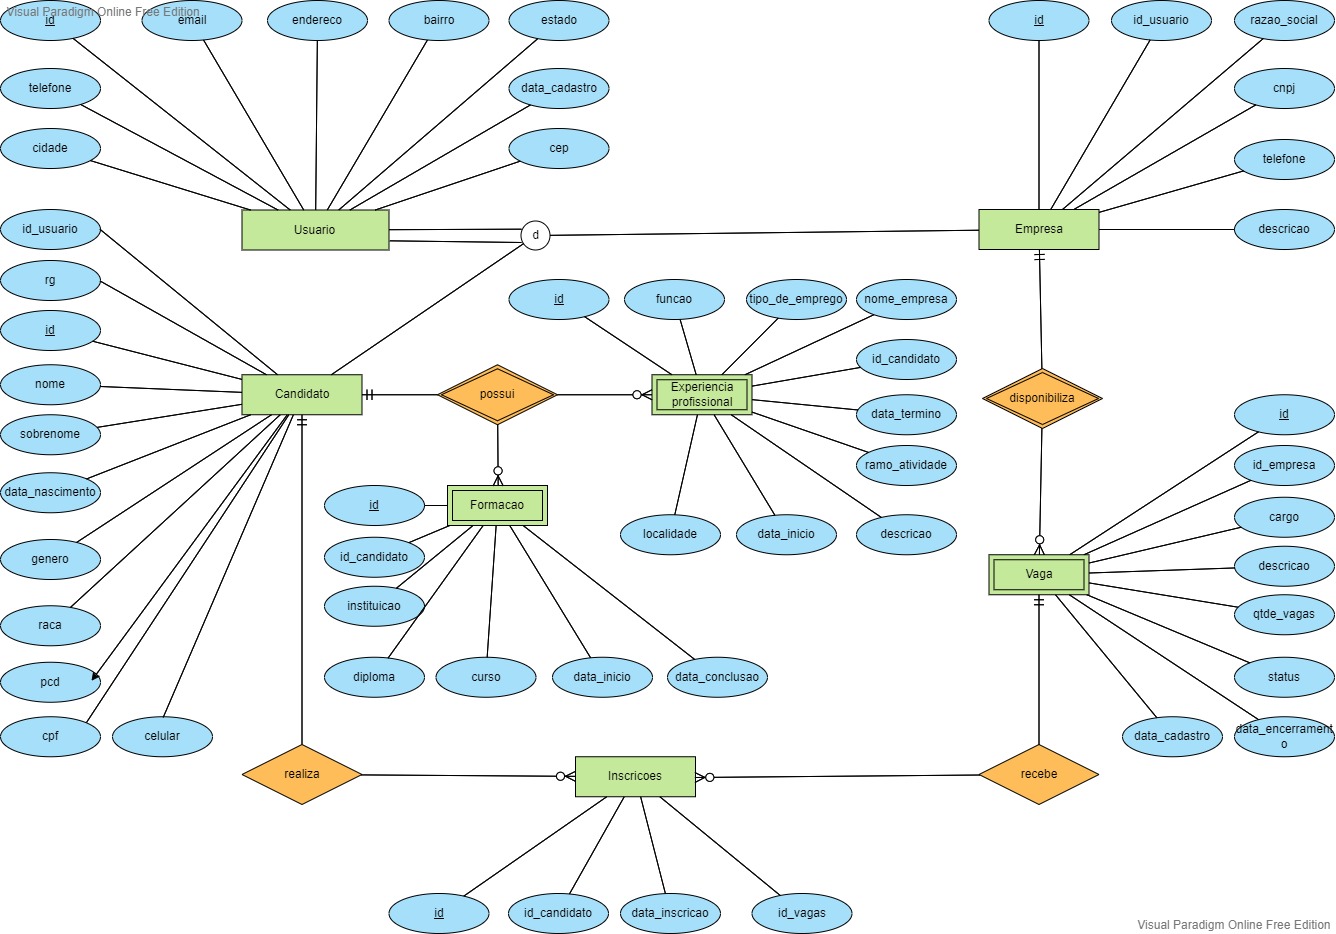 Visual Paradigm Online Free Edition
id
email
endereco
bairro
estado
id
id_usuario
razao_social
telefone
data_cadastro
cnpj
cidade
cep
telefone
id_usuario
Usuario
d
Empresa
descricao
rg
id
funcao
tipo_de_emprego
nome_empresa
id
id_candidato
nome
Candidato
possui
Experiencia
profissional
disponibiliza
sobrenome
data_termino
id
data_nascimento
ramo_atividade
id_empresa
id
Formacao
cargo
localidade
data_inicio
descricao
genero
id_candidato
Vaga
descricao
instituicao
qtde_vagas
raca
pcd
diploma
curso
data_inicio
data_conclusao
status
cpf
celular
data_cadastro
data_encerrament
o
realiza
Inscricoes
recebe
id
id_candidato
data_inscricao
id_vagas
Visual Paradigm Online Free Edition